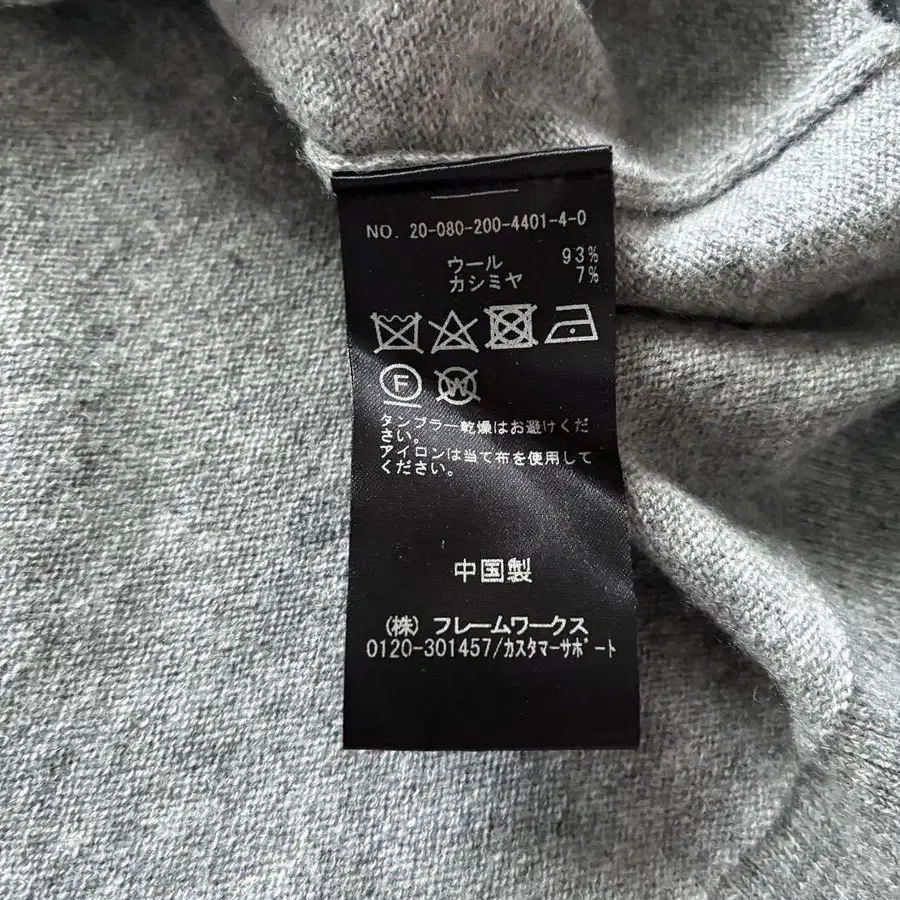 NO. 20-080-200-4401-4-0
ウール 93%
カシミヤ 7%
F
W
タンブラー乾燥はお避けくだ
さい。
アイロンは当て布を使用して
ください。
中国製
(株) フレームワークス
0120-301457/カスタマーサポート